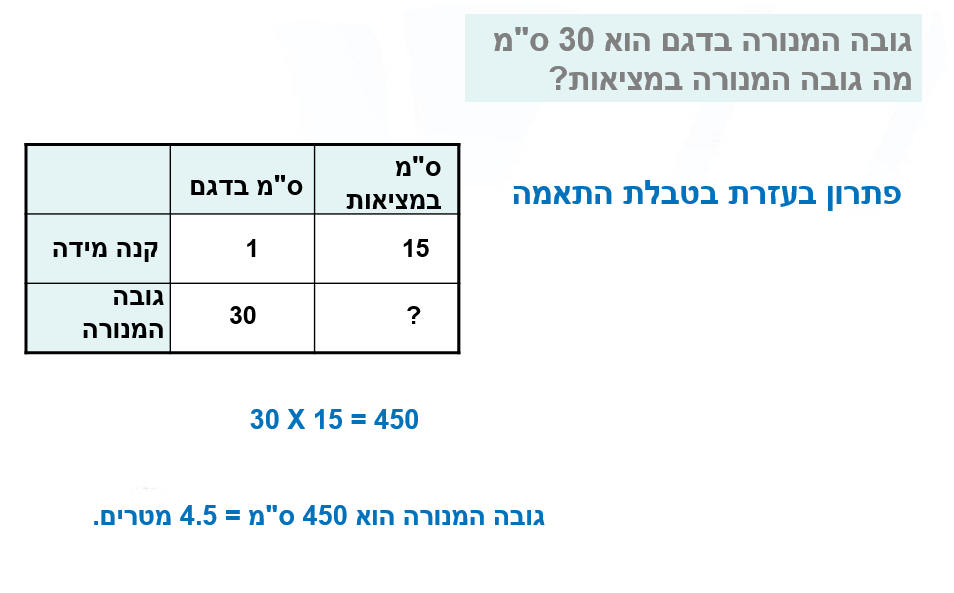 גובה המנורה בדגם הוא 30 ס"מ
מה גובה המנורה במציאות?
פתרון בעזרת בטבלת התאמה
ס"מ בדגם
ס"מ
במציאות
קנה מידה
1
15
גובה
המנורה
30
?
30 X 15 = 450
גובה המנורה הוא 450 ס"מ = 4.5 מטרים.